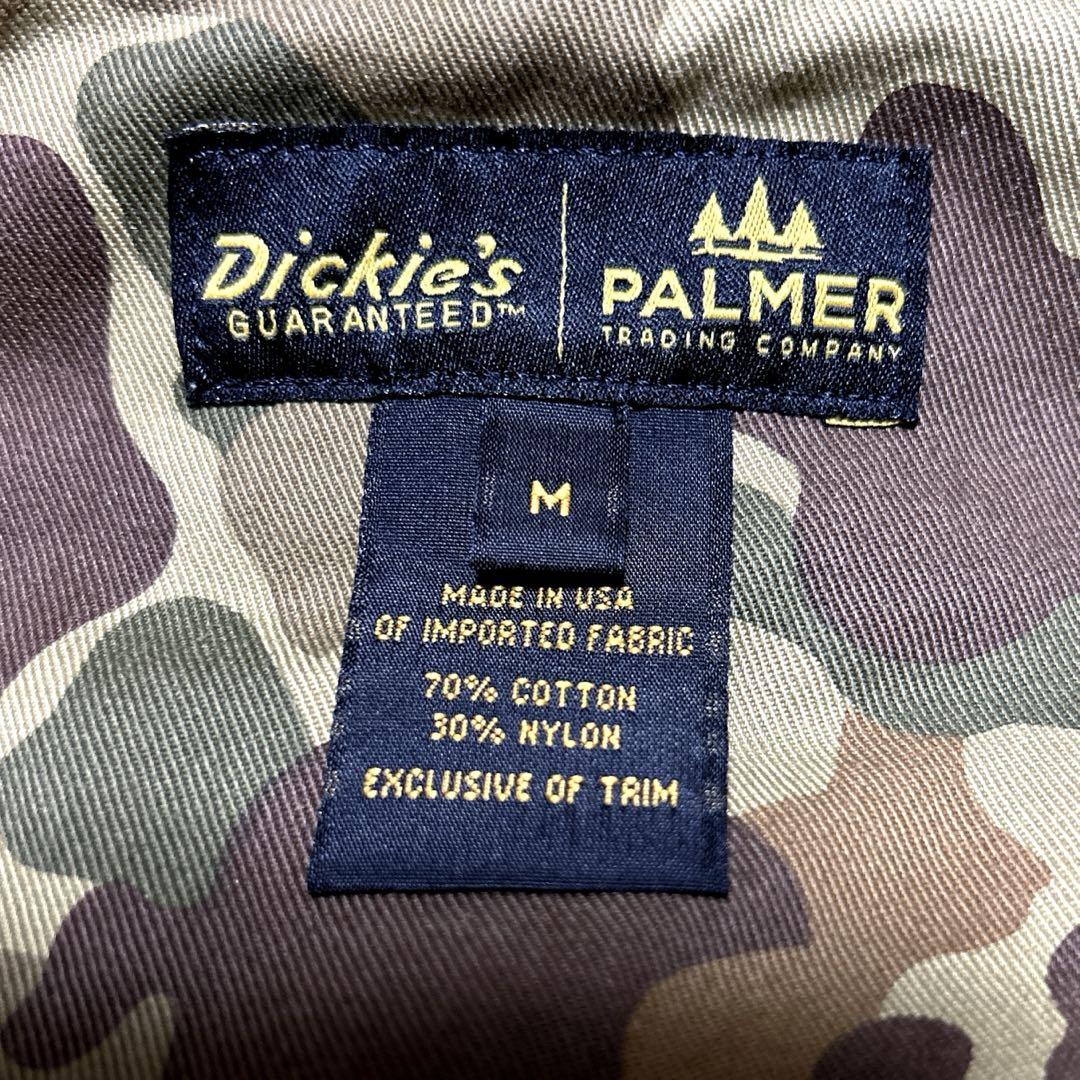 Dickie's
GUARANTEED™
PALMER
TRADING COMPANY
M
MADE IN USA
OF IMPORTED FABRIC
70% COTTON
30% NYLON
EXCLUSIVE OF TRIM